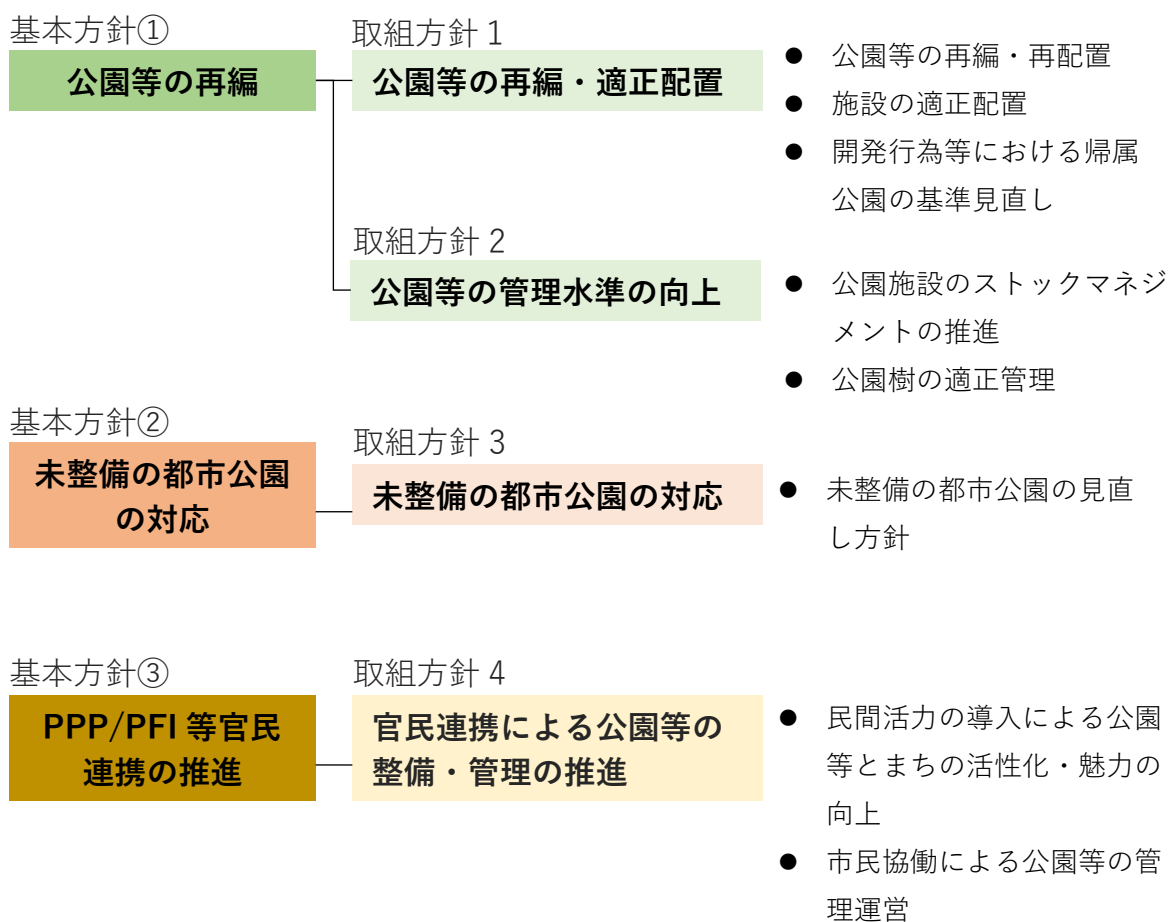 基本方針①
公園等の再編
取組方針 1
公園等の再編・適正配置
● 公園等の再編・再配置
● 施設の適正配置
● 開発行為等における帰属
公園の基準見直し
取組方針 2
公園等の管理水準の向上
● 公園施設のストックマネジ
メントの推進
● 公園樹の適正管理
基本方針②
未整備の都市公園
の対応
取組方針 3
未整備の都市公園の対応
● 未整備の都市公園の見直
し方針
基本方針③
PPP/PFI 等官民
連携の推進
取組方針 4
官民連携による公園等の
整備・管理の推進
● 民間活力の導入による公園
等とまちの活性化・魅力の
向上
● 市民協働による公園等の管
理運営